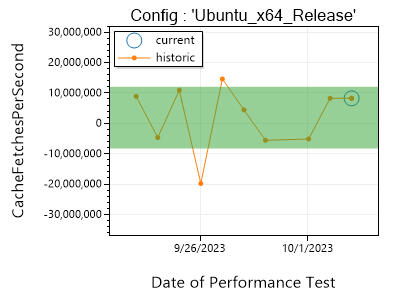 Config : 'Ubuntu_x64_Release'
current
historic
30,000,000
20,000,000
10,000,000
0
-10,000,000
-20,000,000
-30,000,000
CacheFetchesPerSecond
9/26/2023 10/1/2023
Date of Performance Test